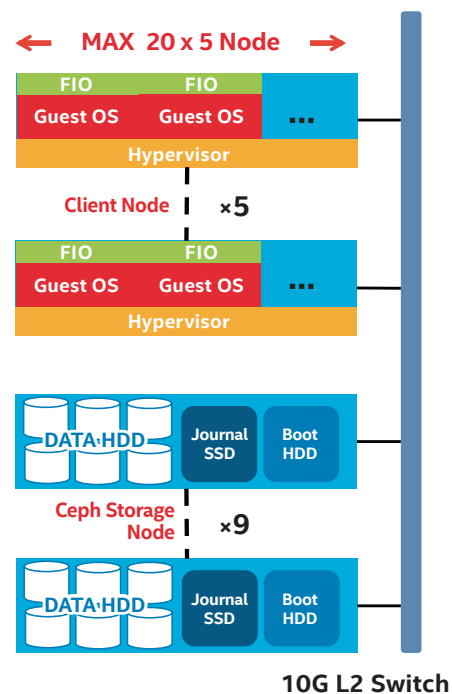 MAX 20 x 5 Node
FIO FIO
Guest OS Guest OS ...
Hypervisor
Client Node ×5
FIO FIO
Guest OS Guest OS ...
Hypervisor
DATA HDD Journal SSD Boot HDD
Ceph Storage Node ×9
DATA HDD Journal SSD Boot HDD
10G L2 Switch